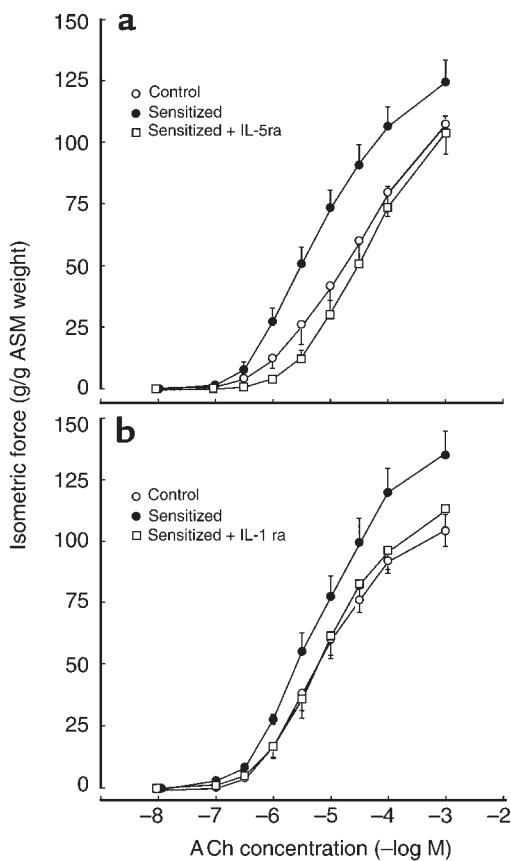 a
150
125
100
75
50
25
0
Control
Sensitized
Sensitized + IL-5ra
Isometric force (g/g ASM weight)
b
150
125
100
75
50
25
0
Control
Sensitized
Sensitized + IL-1 ra
−8 −7 −6 −5 −4 −3 −2
ACh concentration (–log M)